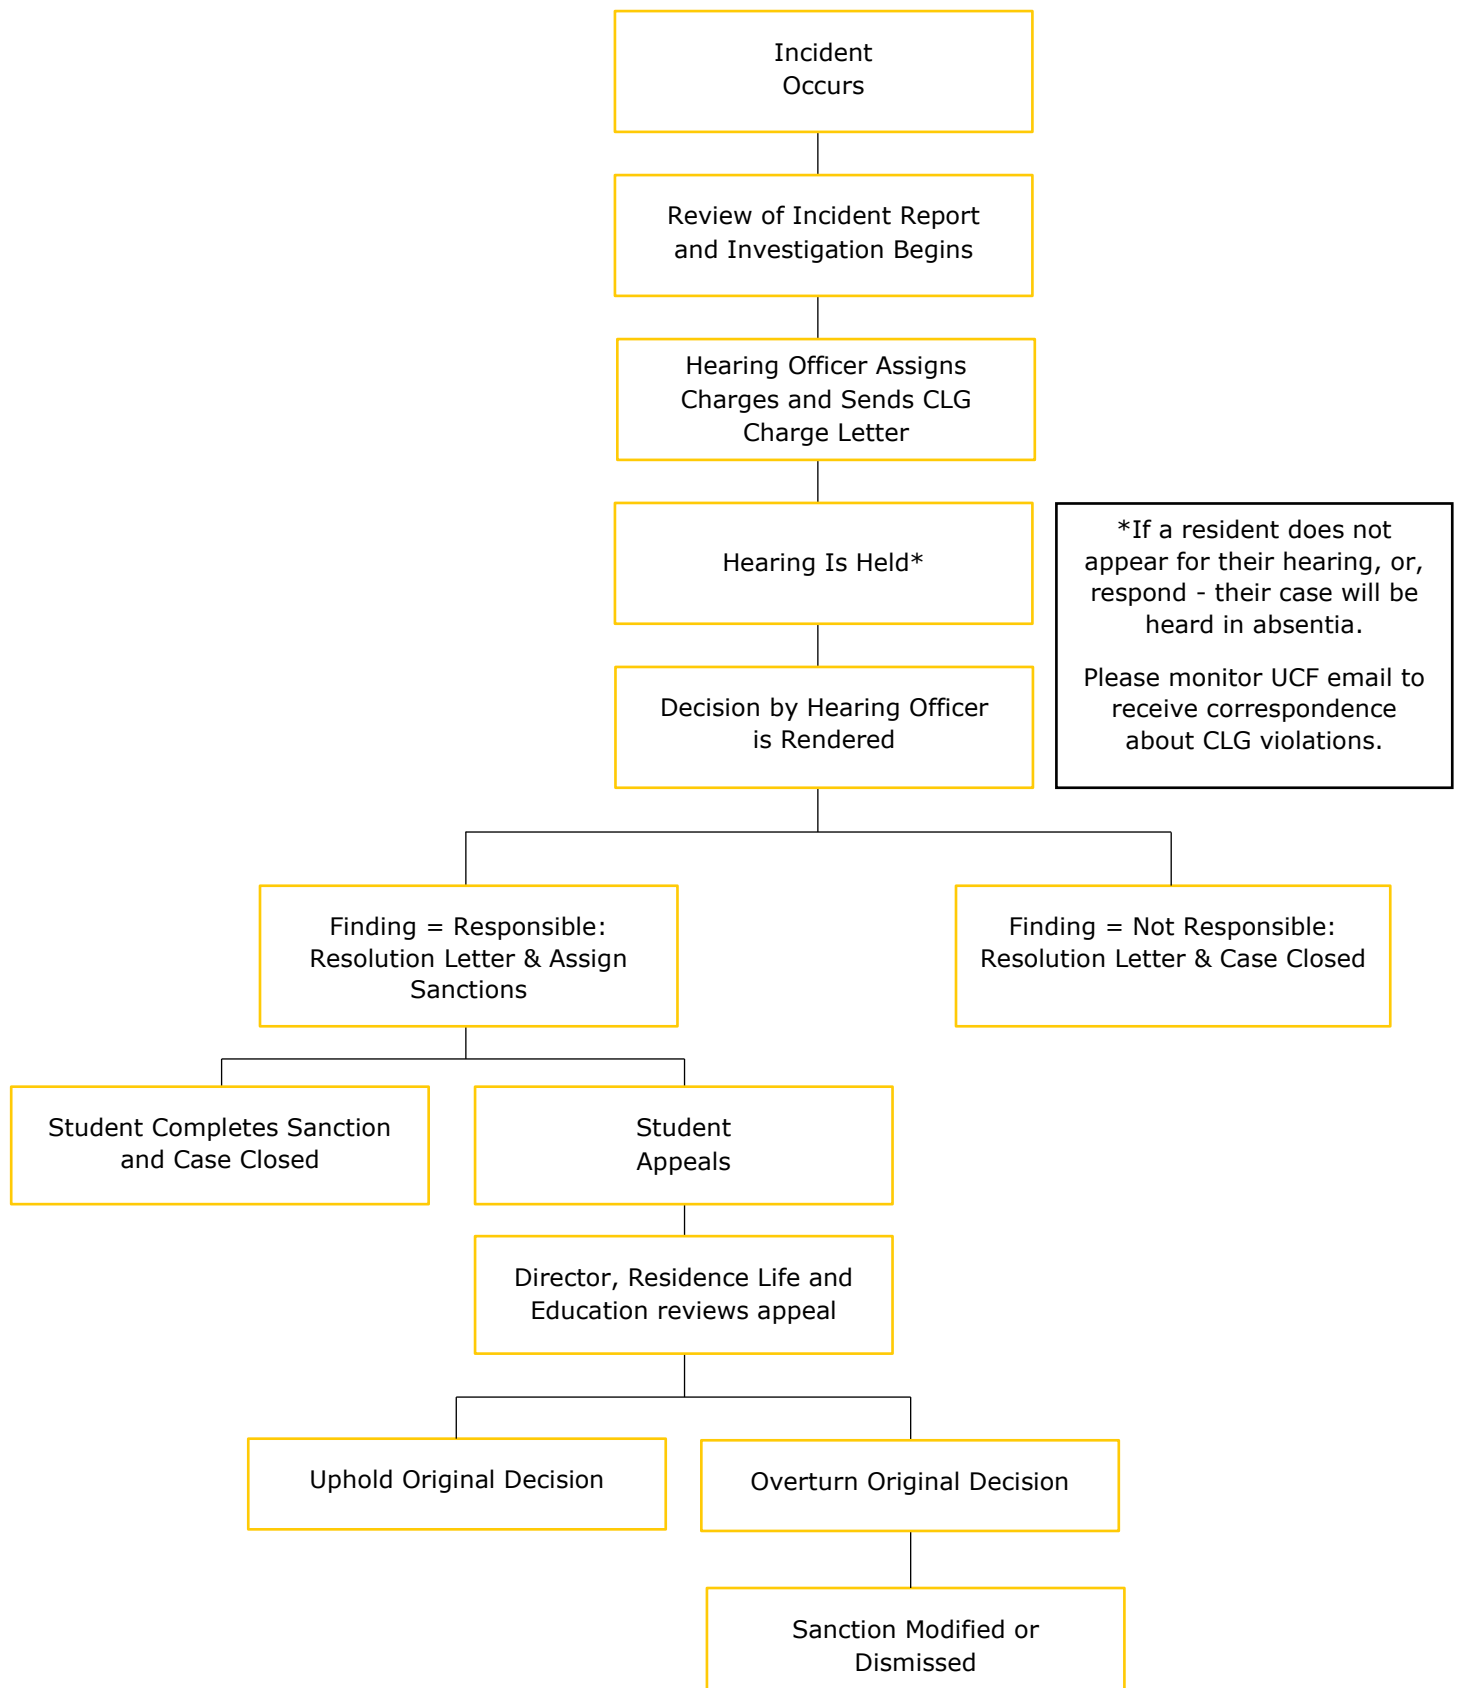 Incident
Occurs
Review of Incident Report
and Investigation Begins
Hearing Officer Assigns
Charges and Sends CLG
Charge Letter
Hearing Is Held*
*If a resident does not
appear for their hearing, or,
respond - their case will be
heard in absentia.
Please monitor UCF email to
receive correspondence
about CLG violations.
Decision by Hearing Officer
is Rendered
Finding = Responsible:
Resolution Letter & Assign
Sanctions
Finding = Not Responsible:
Resolution Letter & Case Closed
Student Completes Sanction
and Case Closed
Student
Appeals
Director, Residence Life and
Education reviews appeal
Uphold Original Decision
Overturn Original Decision
Sanction Modified or
Dismissed